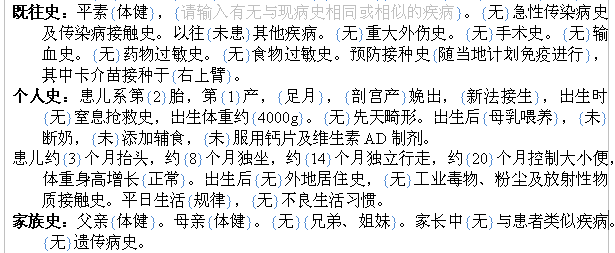 既往史：平素{体健}，{请输入有无与现病史相同或相似的疾病}。{无}急性传染病史
及传染病接触史。以往{未患}其他疾病。{无}重大外伤史。{无}手术史。{无}输
血史。{无}药物过敏史。{无}食物过敏史。预防接种史{随当地计划免疫进行}，
其中卡介苗接种于{右上臂}。
个人史：患儿系第{2}胎，第{1}产，{足月}，{剖宫产}娩出，{新法接生}，出生时
{无}窒息抢救史，出生体重约{4000g}。{无}先天畸形。出生后{母乳喂养}，{未}
断奶，{未}添加辅食，{未}服用钙片及维生素 AD 制剂。
患儿约{3}个月抬头，约{8}个月独坐，约{14}个月独立行走，约{20}个月控制大小便，
体重身高增长{正常}。出生后{无}外地居住史，{无}工业毒物、粉尘及放射性物
质接触史。平日生活{规律}，{无}不良生活习惯。
家族史：父亲{体健}。母亲{体健}。{无}{兄弟、姐妹}。家长中{无}与患者类似疾病。
{无}遗传病史。